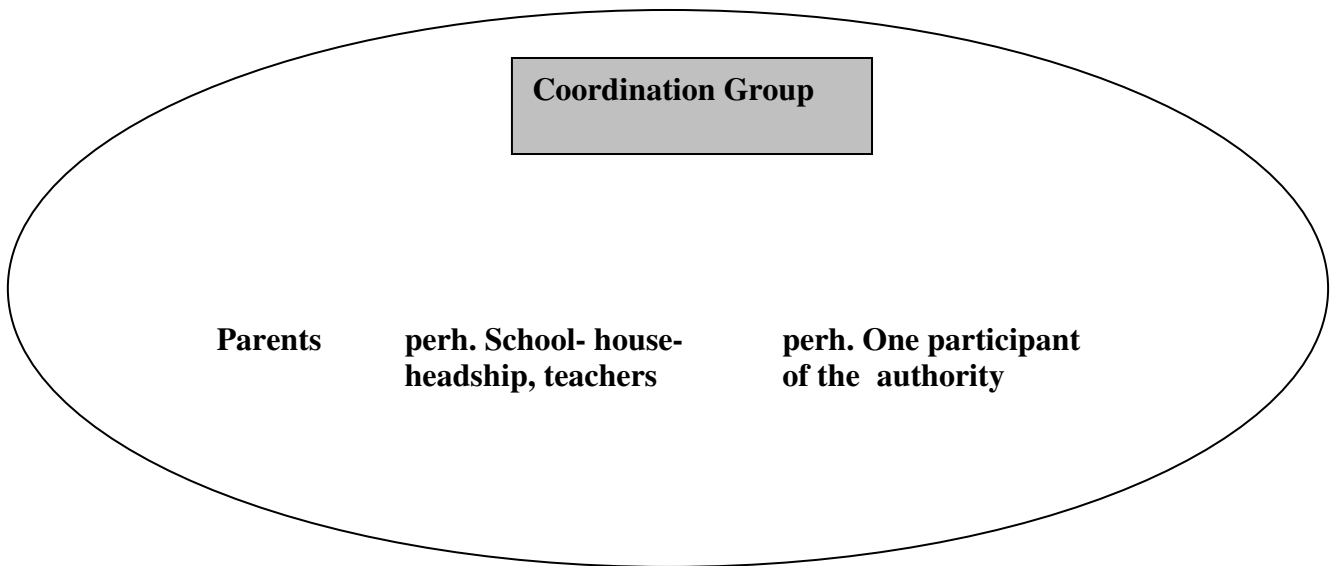 Coordination Group
Parents
perh. School- house-
headship, teachers
perh. One participant
of the authority